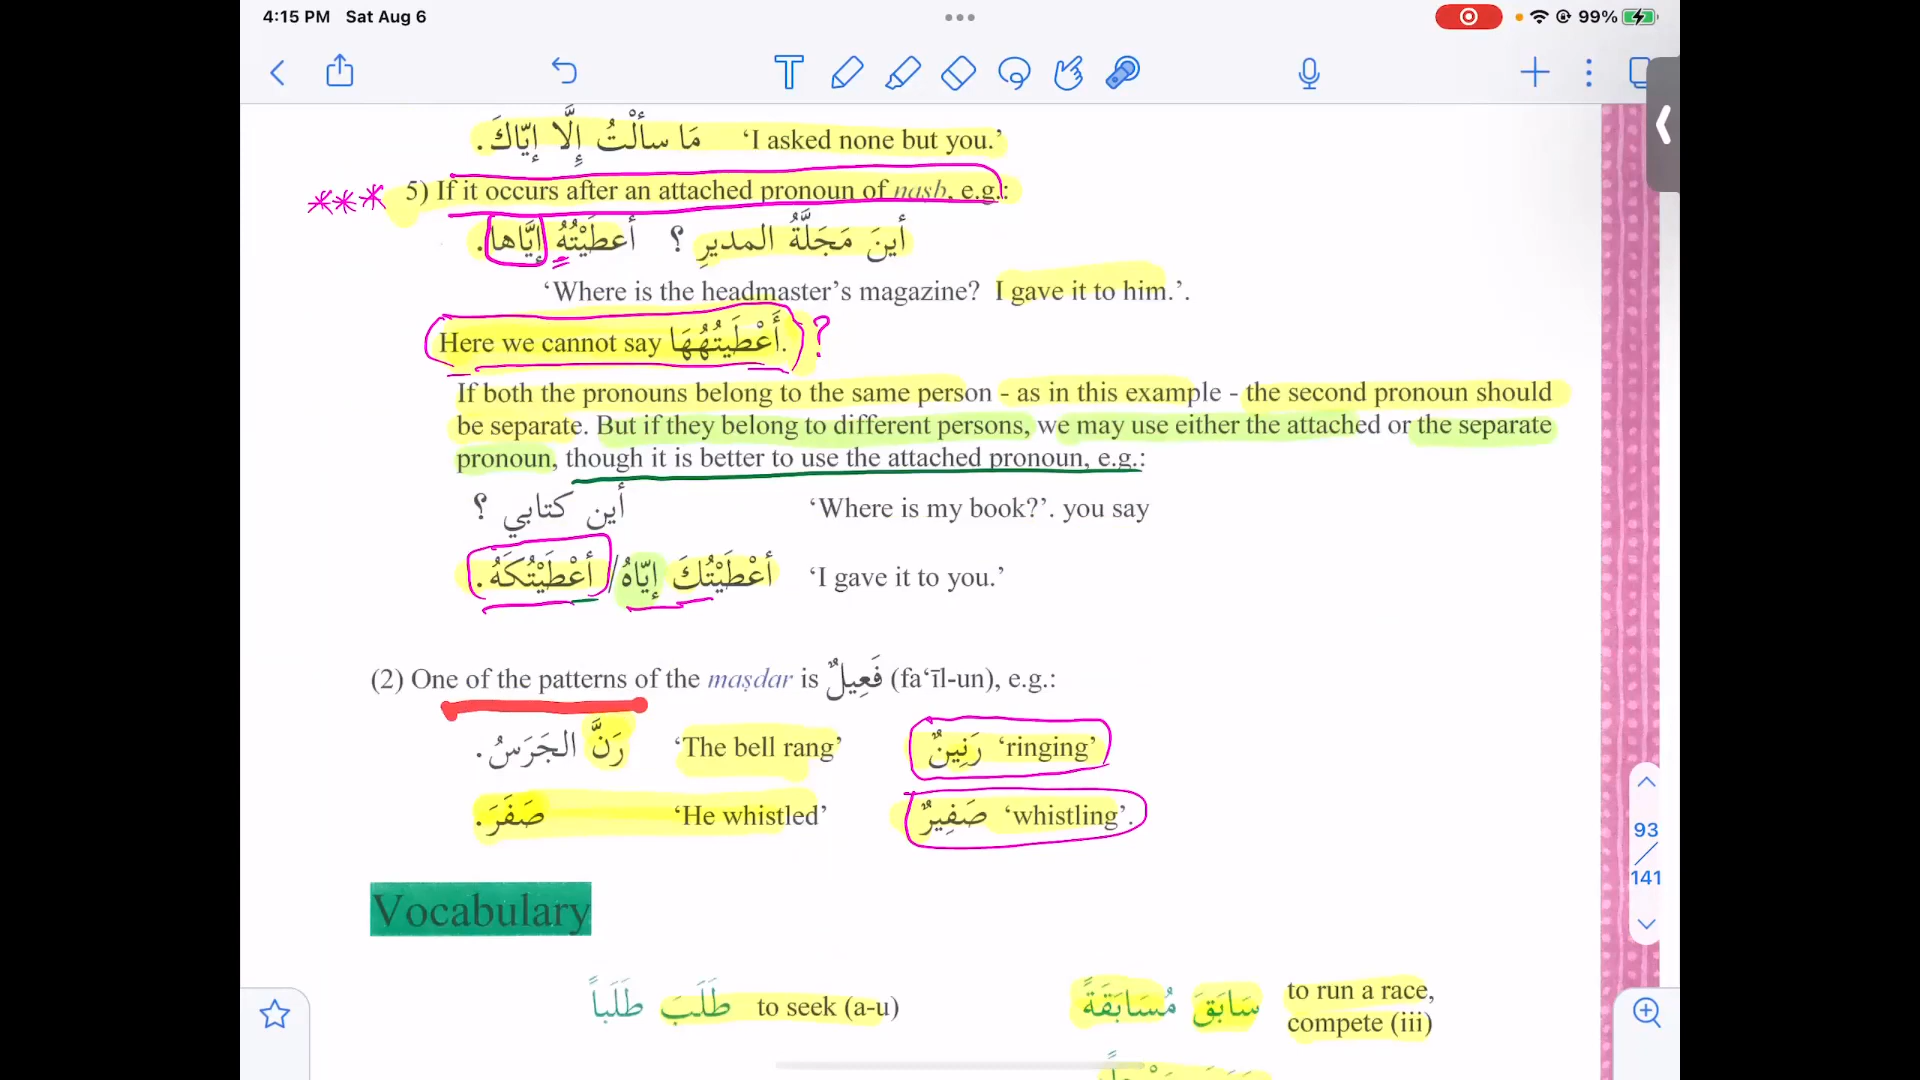 4:15 PM Sat Aug 6
99%
مَا سأَلْتُ إِلَّا إيّاكَ. ‘I asked none but you.’
*** 5) If it occurs after an attached pronoun of nasb, e.g.:
أينَ مَجَلَّةُ المديرِ ؟ أعطَيْتُهُ إيَّاها.
‘Where is the headmaster’s magazine? I gave it to him.’.
Here we cannot say أَعْطَيْتُهُهَا. ?
If both the pronouns belong to the same person - as in this example - the second pronoun should
be separate. But if they belong to different persons, we may use either the attached or the separate
pronoun, though it is better to use the attached pronoun, e.g.:
أين كتابي ؟ ‘Where is my book?’. you say
أعْطَيْتُكَ إيّاهُ/أعْطَيْتُكَهُ. ‘I gave it to you.’
(2) One of the patterns of the maṣdar is فَعِيلٌ (fa‘īl-un), e.g.:
رَنَّ الجَرَسُ. ‘The bell rang’ رَنِينٌ ‘ringing’
صَفَرَ. ‘He whistled’ صَفِيرٌ ‘whistling’.
Vocabulary
طَلَبَ طَلَباً to seek (a-u)
سَابَقَ مُسَابَقَةً to run a race,
compete (iii)
93
141